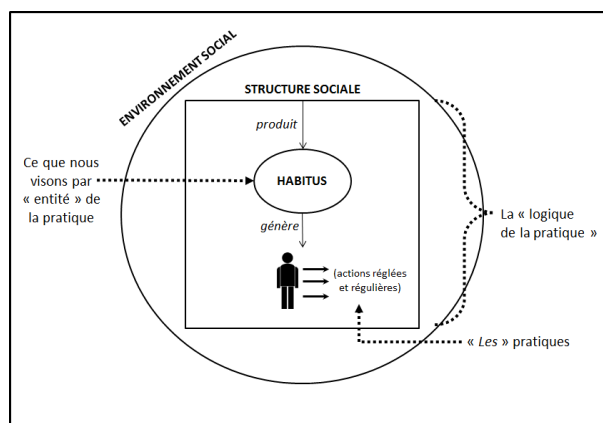 ENVIRONNEMENT SOCIAL
STRUCTURE SOCIALE
produit
Ce que nous
visons par
« entité » de
la pratique
HABITUS
génère
La « logique
de la pratique »
(actions réglées
et régulières)
« Les » pratiques